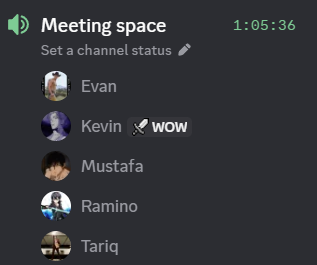 Meeting space 1:05:36
Set a channel status
Evan
Kevin WOW
Mustafa
Ramino
Tariq